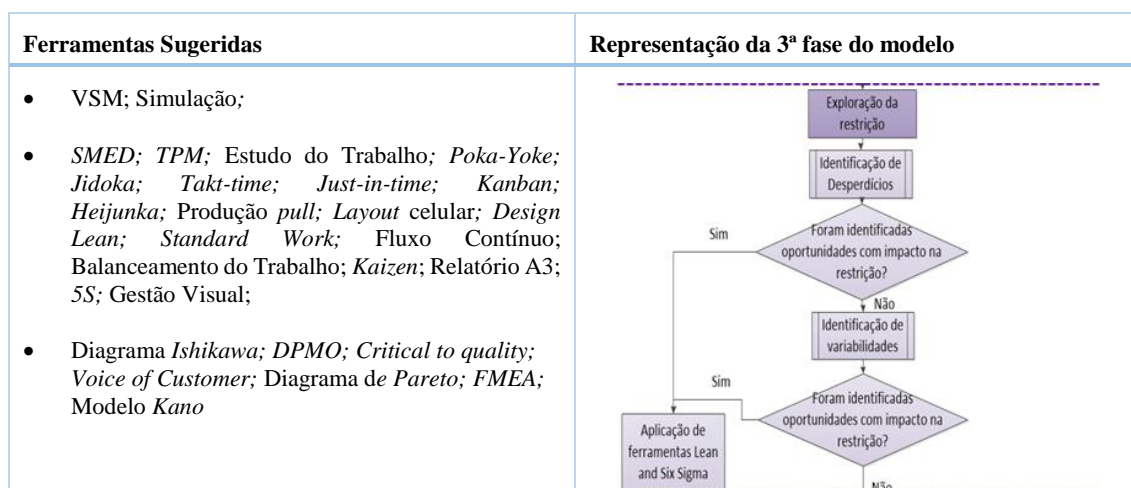 Ferramentas Sugeridas
Representação da 3ª fase do modelo
• VSM; Simulação;
• SMED; TPM; Estudo do Trabalho; Poka-Yoke;
Jidoka; Takt-time; Just-in-time; Kanban;
Heijunka; Produção pull; Layout celular; Design
Lean; Standard Work; Fluxo Contínuo;
Balanceamento do Trabalho; Kaizen; Relatório A3;
5S; Gestão Visual;
• Diagrama Ishikawa; DPMO; Critical to quality;
Voice of Customer; Diagrama de Pareto; FMEA;
Modelo Kano
Exploração da
restrição
Identificação de
Desperdícios
Sim
Foram identificadas
oportunidades com impacto na
restrição?
Não
Identificação de
variabilidades
Sim
Foram identificadas
oportunidades com impacto na
restrição?
Aplicação de
ferramentas Lean
and Six Sigma
Não